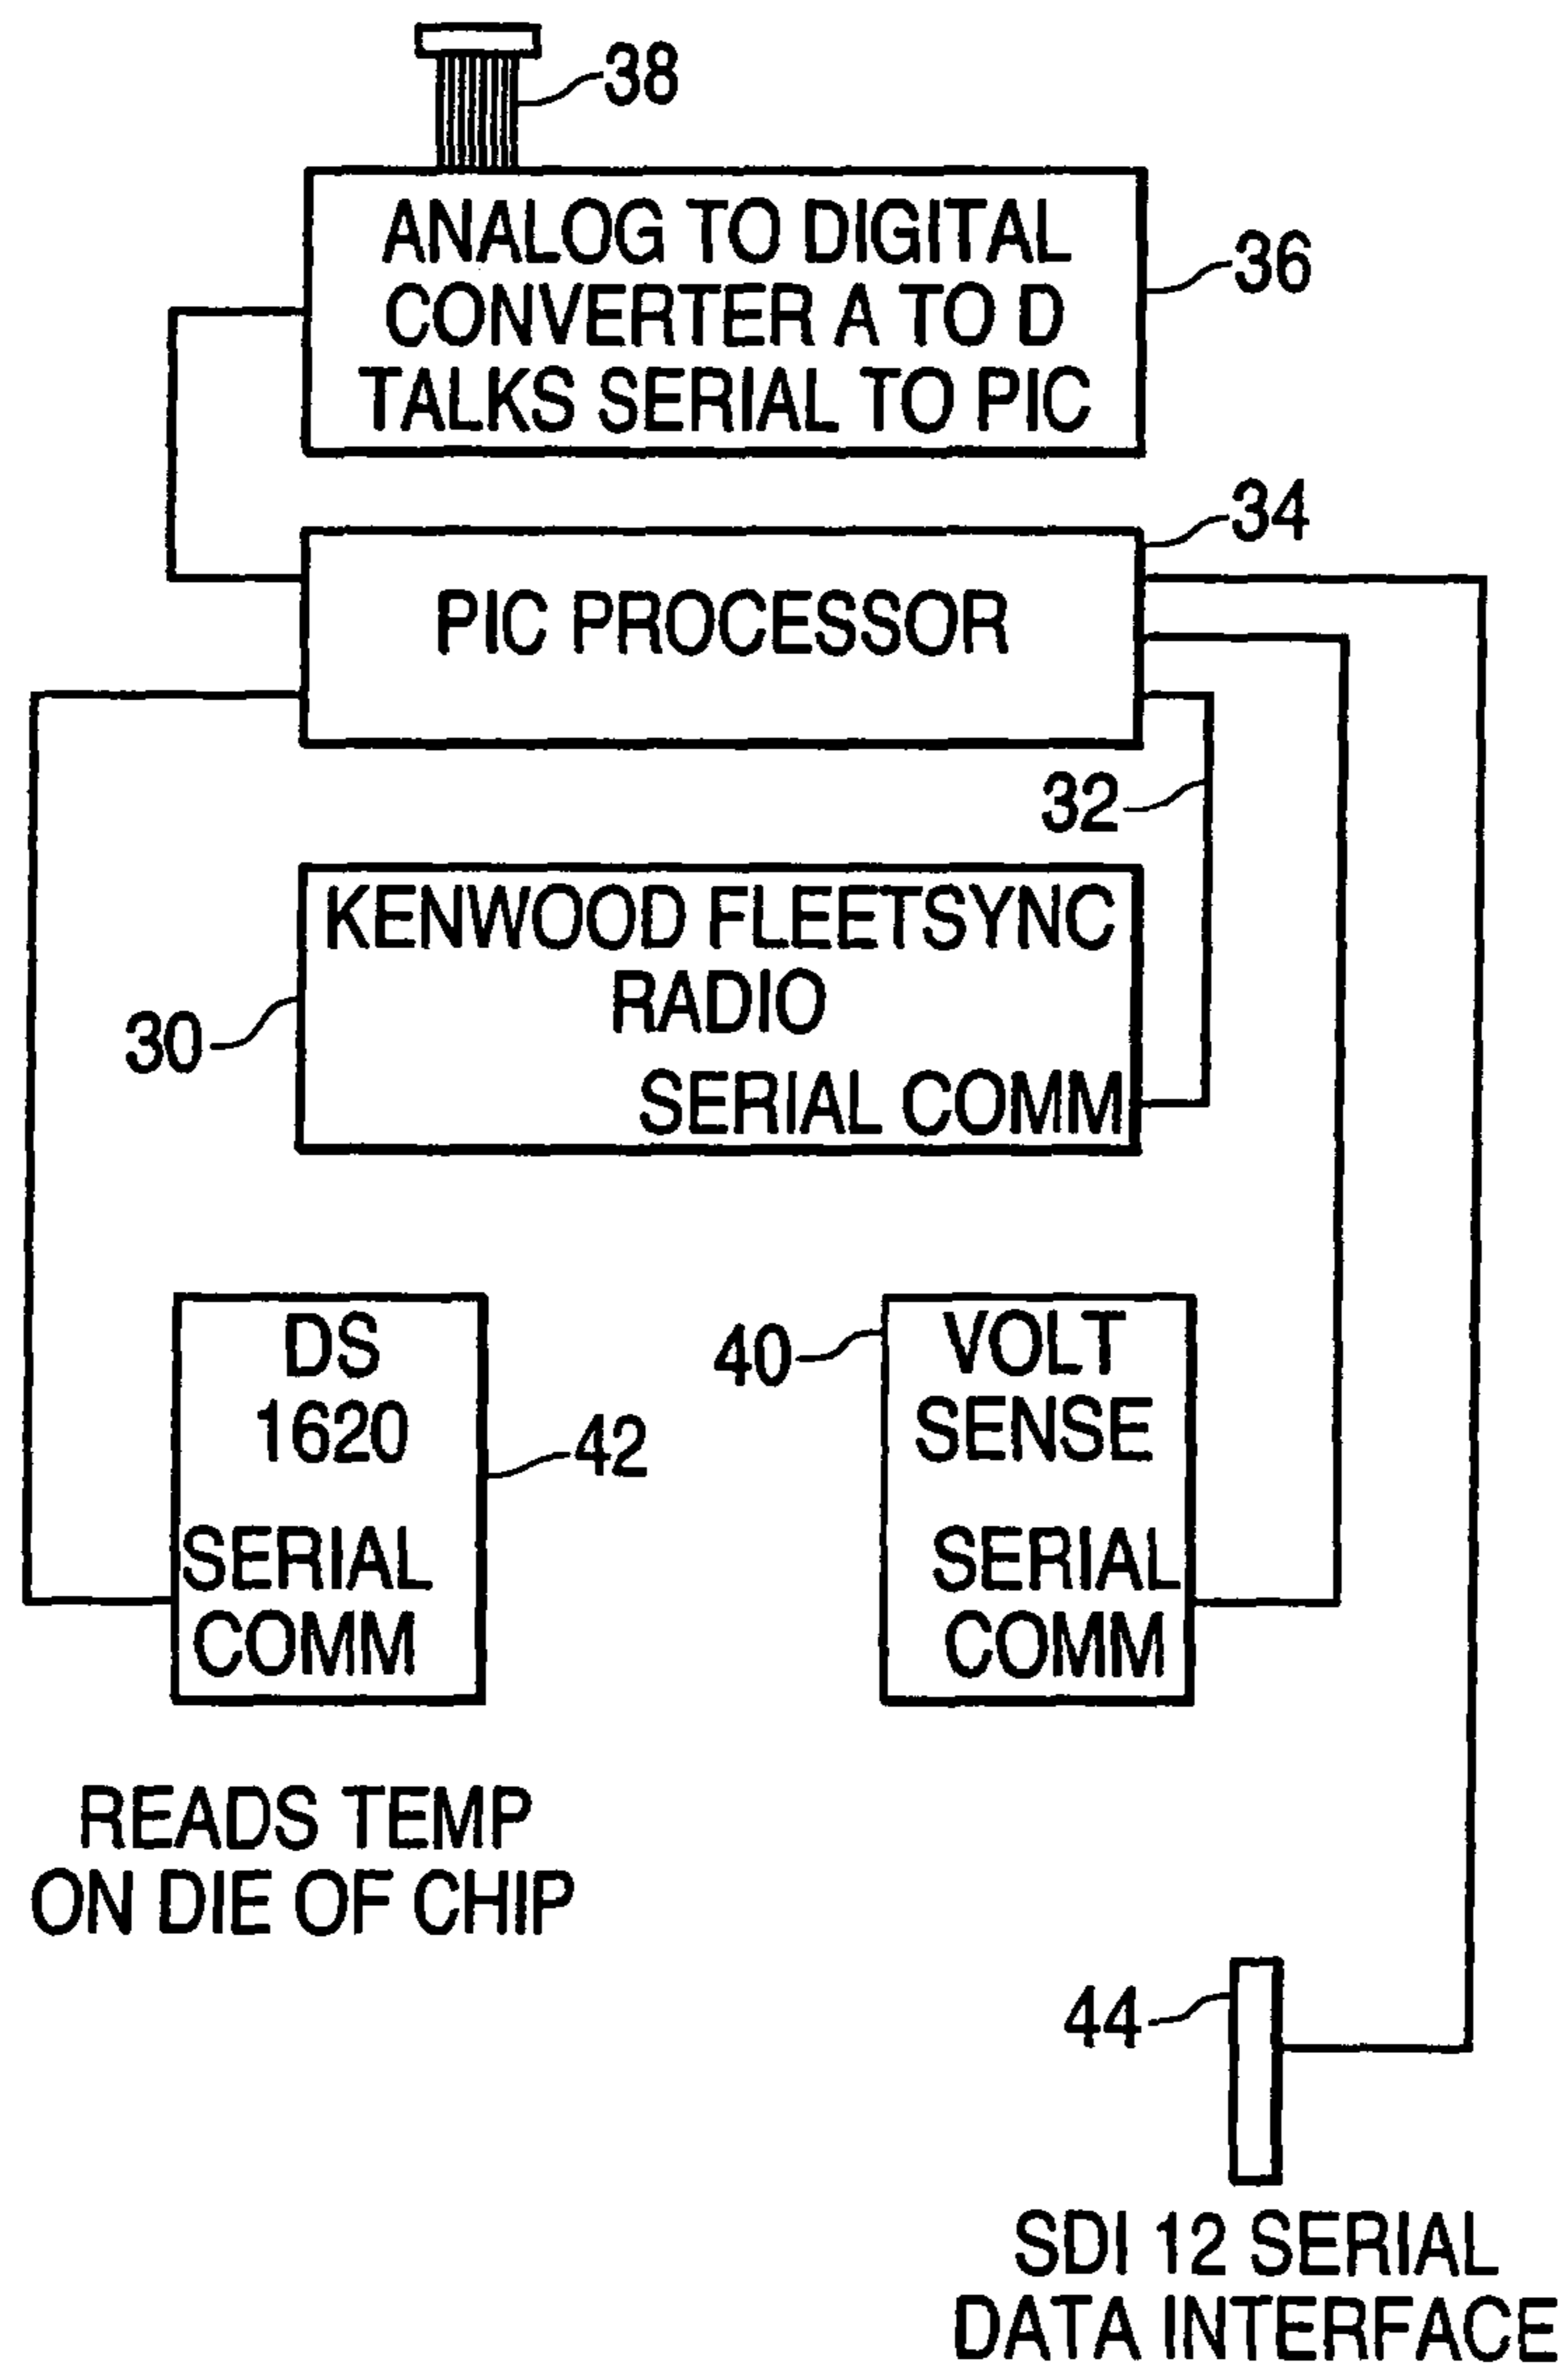 38
ANALOG TO DIGITAL
CONVERTER A TO D
TALKS SERIAL TO PIC
36
34
PIC PROCESSOR
32
KENWOOD FLEETSYNC
RADIO
30
SERIAL COMM
DS
1620
SERIAL
COMM
42
40
VOLT
SENSE
SERIAL
COMM
READS TEMP
ON DIE OF CHIP
44
SDI 12 SERIAL
DATA INTERFACE